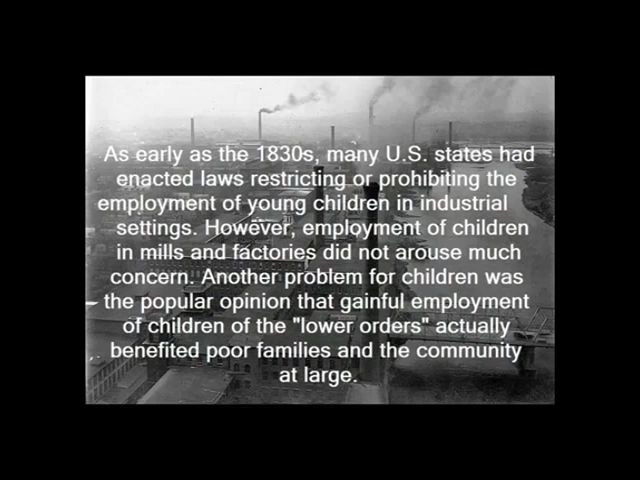 As early as the 1830s, many U.S. states had
enacted laws restricting or prohibiting the
employment of young children in industrial
settings. However, employment of children
in mills and factories did not arouse much
concern. Another problem for children was
the popular opinion that gainful employment
of children of the "lower orders" actually
benefited poor families and the community
at large.